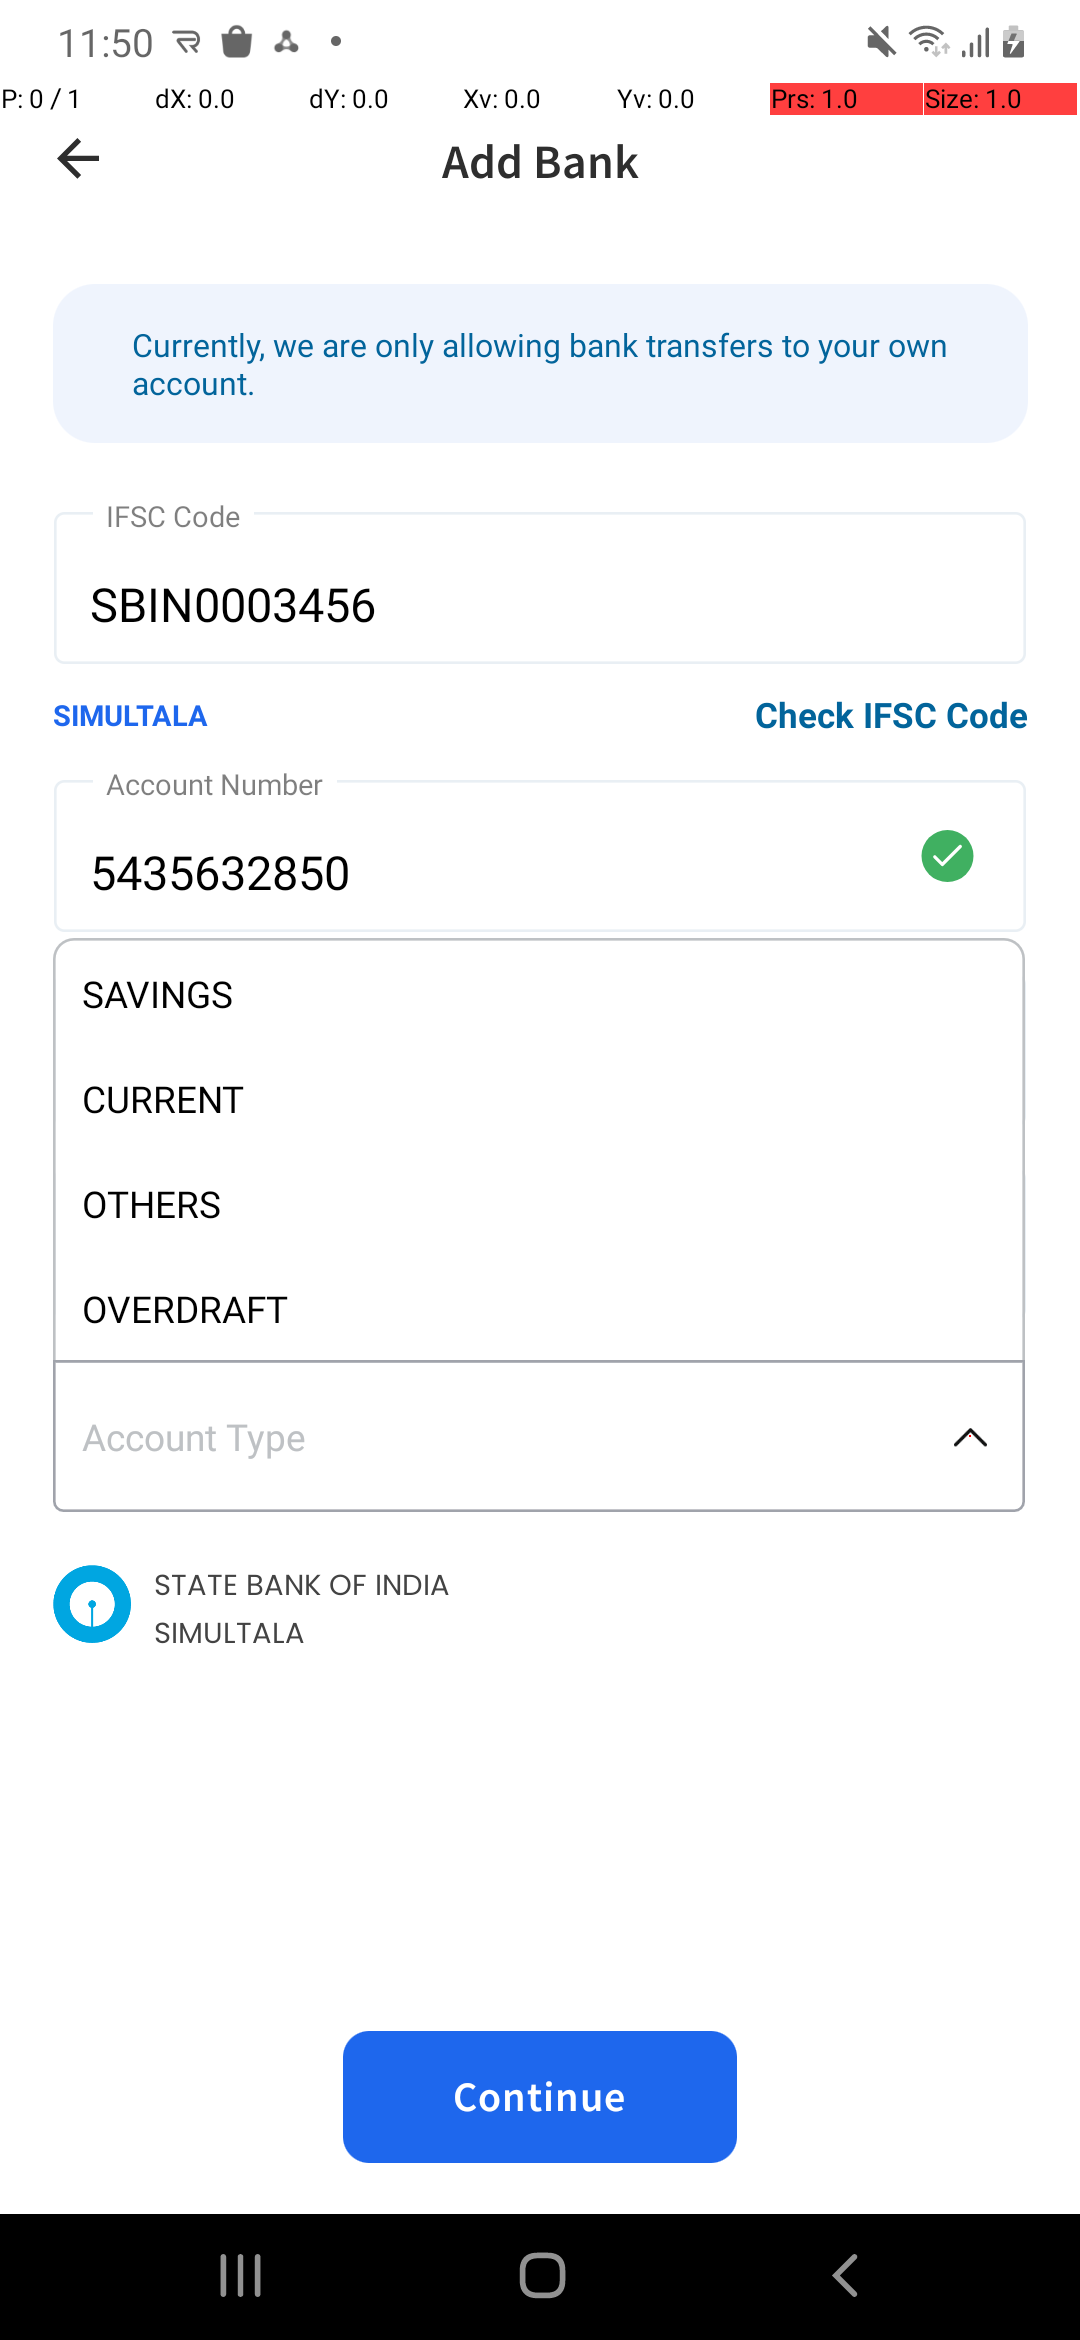 11:50
P: 0 / 1 dX: 0.0 dY: 0.0 Xv: 0.0 Yv: 0.0 Prs: 1.0 Size: 1.0
Add Bank
Currently, we are only allowing bank transfers to your own
account.
IFSC Code
SBIN0003456
SIMULTALA Check IFSC Code
Account Number
5435632850
SAVINGS
CURRENT
OTHERS
OVERDRAFT
Account Type
STATE BANK OF INDIA
SIMULTALA
Continue